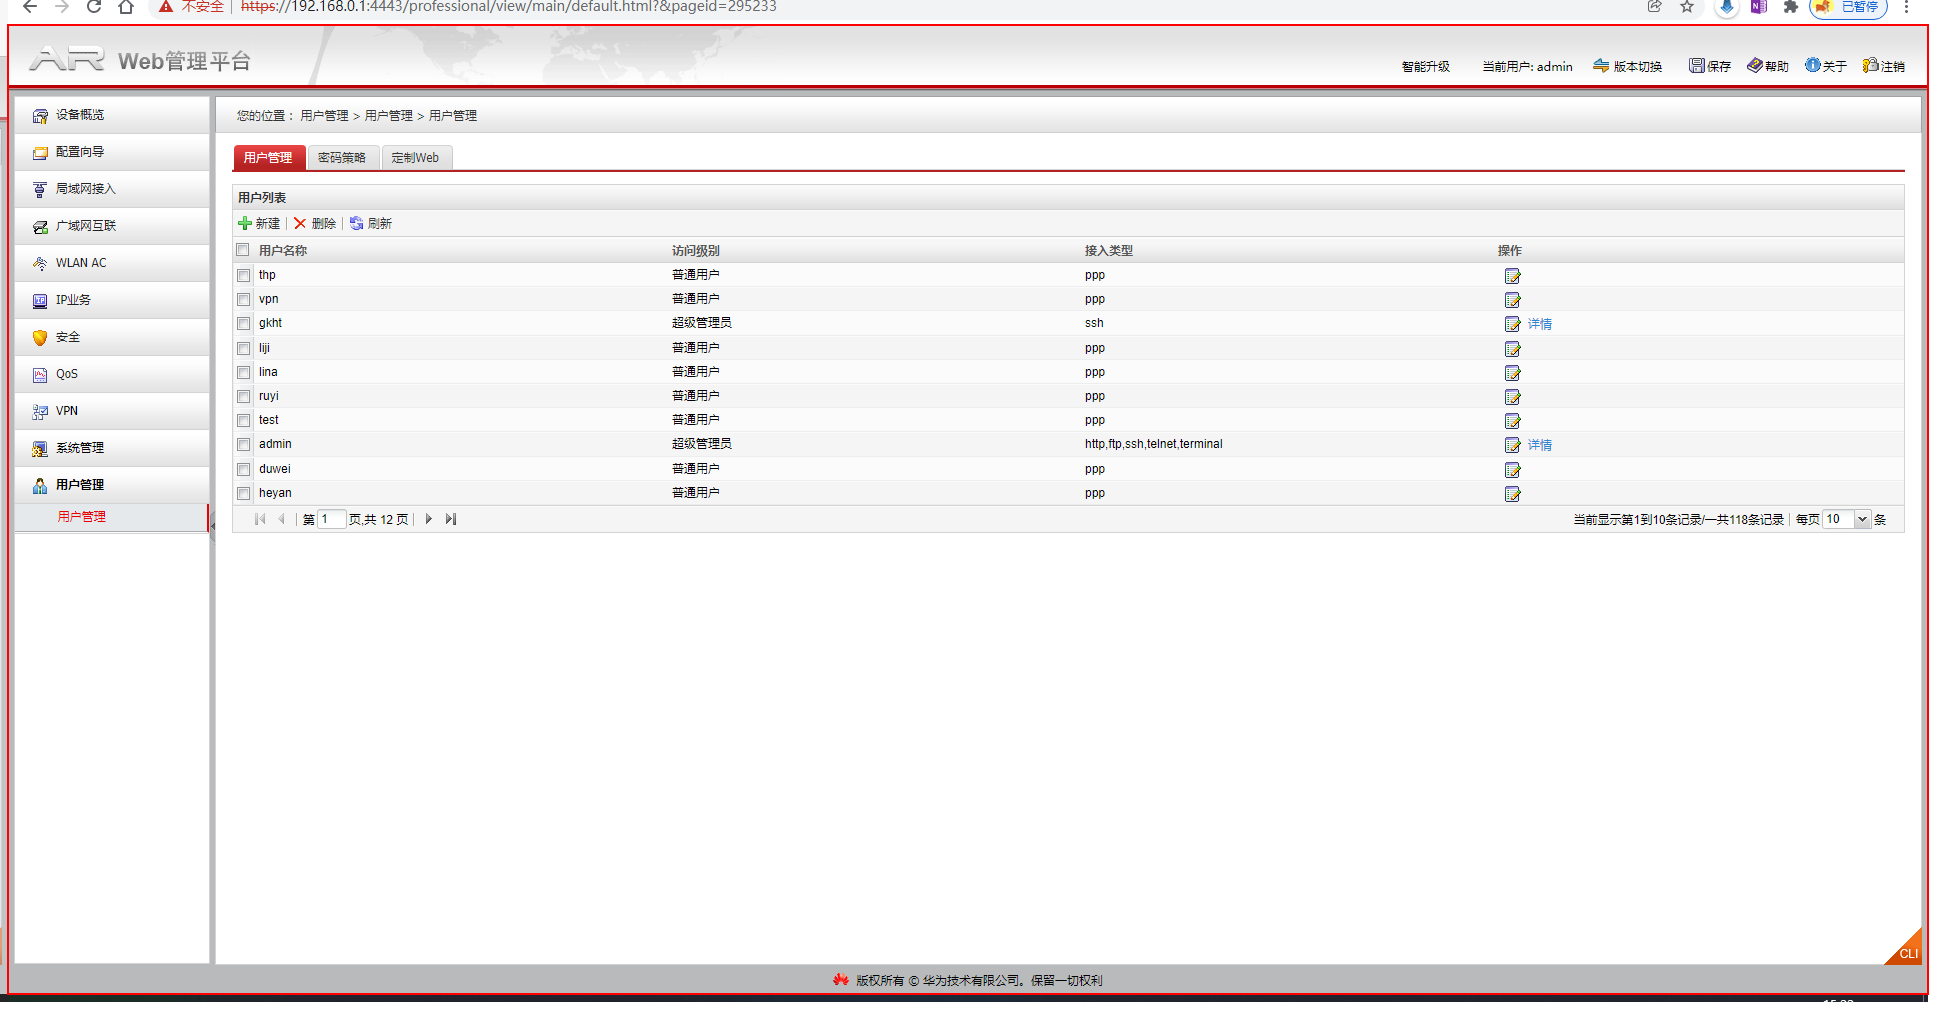 不安全 https://192.168.0.1:4443/professional/view/main/default.html?&pageid=295233 已暂停
AR Web管理平台
智能升级 当前用户: admin 版本切换 保存 帮助 关于 注销
设备概览
配置向导
局域网接入
广域网互联
WLAN AC
IP业务
安全
QoS
VPN
系统管理
用户管理
用户管理
您的位置： 用户管理 > 用户管理 > 用户管理
用户管理 密码策略 定制Web
用户列表
新建 删除 刷新
用户名称 访问级别 接入类型 操作
thp 普通用户 ppp
vpn 普通用户 ppp
gkht 超级管理员 ssh 详情
liji 普通用户 ppp
lina 普通用户 ppp
ruyi 普通用户 ppp
test 普通用户 ppp
admin 超级管理员 http,ftp,ssh,telnet,terminal 详情
duwei 普通用户 ppp
heyan 普通用户 ppp
第 1 页,共 12 页 当前显示第1到10条记录/一共118条记录 每页 10 条
CLI
版权所有 © 华为技术有限公司。保留一切权利